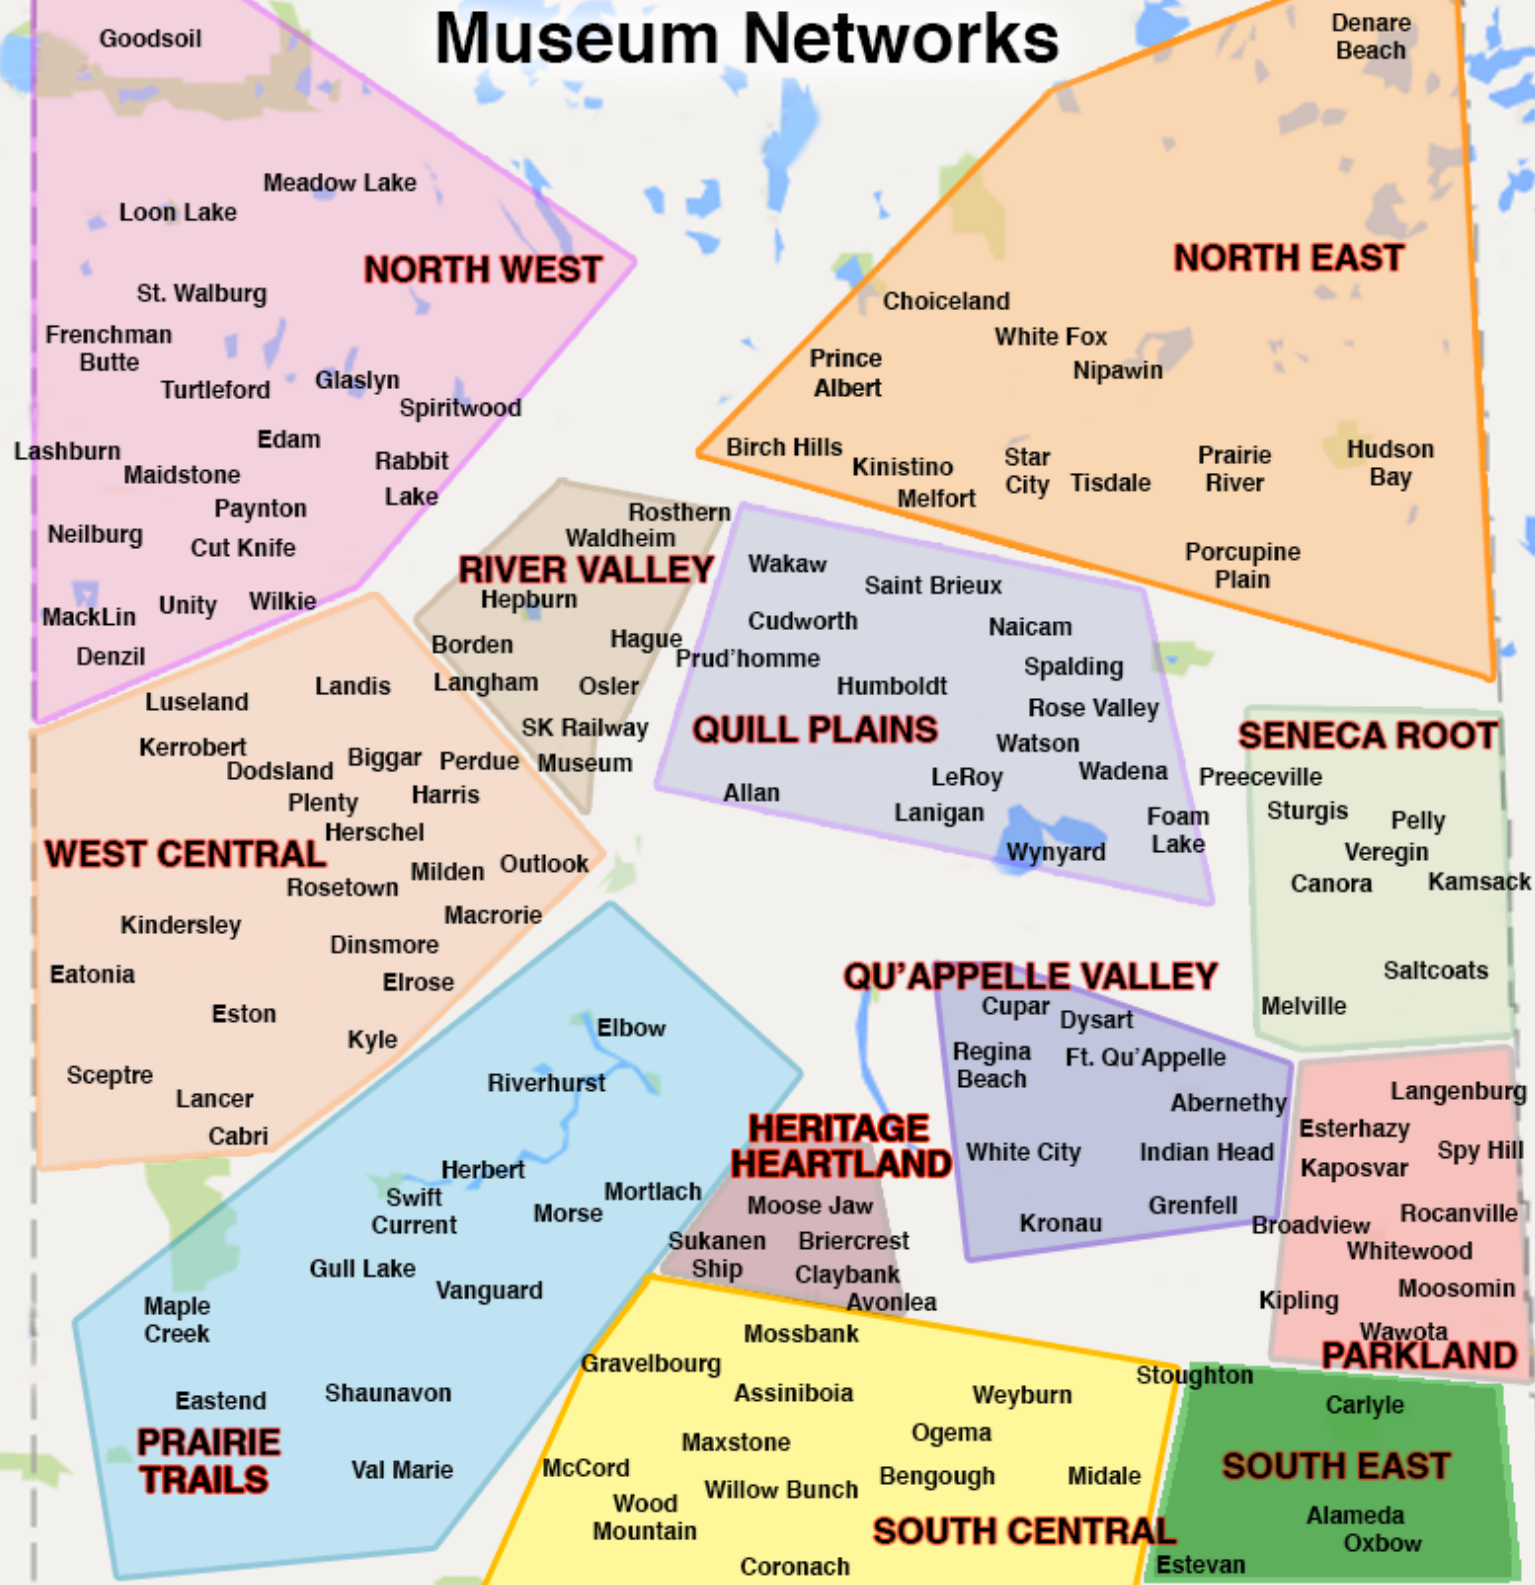 Museum Networks
Goodsoil
Meadow Lake
Loon Lake
NORTH WEST
St. Walburg
Frenchman
Butte
Turtleford
Glaslyn
Spiritwood
Edam
Lashburn
Maidstone
Rabbit
Lake
Paynton
Neilburg
Cut Knife
MackLin
Unity
Wilkie
Denzil
Denare
Beach
NORTH EAST
Choiceland
White Fox
Prince
Albert
Nipawin
Birch Hills
Kinistino
Melfort
Star
City
Tisdale
Prairie
River
Hudson
Bay
Porcupine
Plain
Rosthern
Waldheim
RIVER VALLEY
Hepburn
Borden
Hague
Langham
Osler
SK Railway
Museum
Wakaw
Saint Brieux
Cudworth
Naicam
Prud'homme
Spalding
Humboldt
Rose Valley
QUILL PLAINS
Watson
LeRoy
Wadena
Allan
Lanigan
Foam
Lake
Wynyard
SENECA ROOT
Preeceville
Sturgis
Pelly
Veregin
Canora
Kamsack
Saltcoats
Melville
Luseland
Landis
Kerrobert
Dodsland
Biggar
Perdue
Plenty
Harris
Herschel
WEST CENTRAL
Milden
Outlook
Rosetown
Macrorie
Kindersley
Dinsmore
Eatonia
Elrose
Eston
Kyle
Sceptre
Lancer
Cabri
QU'APPELLE VALLEY
Cupar
Dysart
Regina
Beach
Ft. Qu'Appelle
Abernethy
White City
Indian Head
Grenfell
Kronau
Elbow
Riverhurst
Herbert
Swift
Current
Mortlach
Morse
Gull Lake
Vanguard
Maple
Creek
Eastend
Shaunavon
PRAIRIE
TRAILS
Val Marie
HERITAGE
HEARTLAND
Moose Jaw
Sukanen
Ship
Briercrest
Claybank
Avonlea
Langenburg
Esterhazy
Spy Hill
Kaposvar
Rocanville
Broadview
Whitewood
Moosomin
Kipling
Wawota
PARKLAND
Mossbank
Gravelbourg
Assiniboia
Weyburn
Ogema
Maxstone
McCord
Willow Bunch
Bengough
Midale
Wood
Mountain
SOUTH CENTRAL
Coronach
Stoughton
Carlyle
SOUTH EAST
Alameda
Oxbow
Estevan